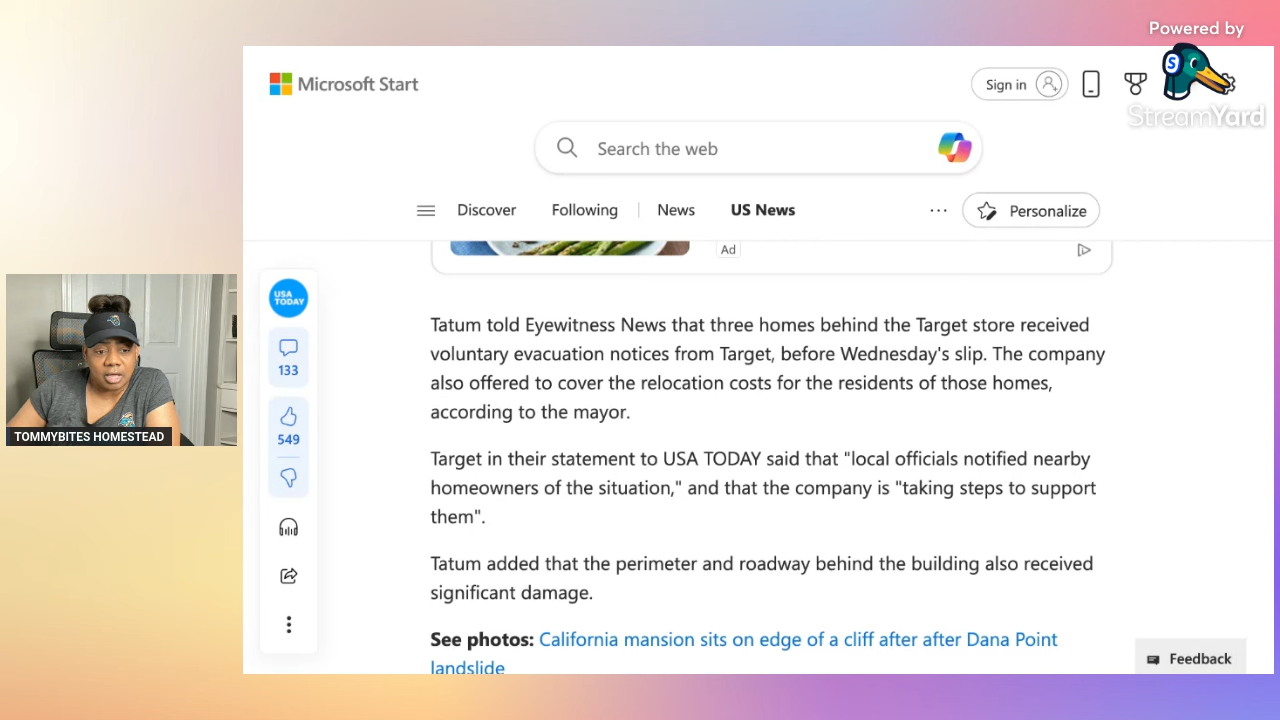 Powered by
StreamYard
Microsoft Start
Sign in
Search the web
Discover
Following
News
US News
Personalize
Ad
USA
TODAY
133
549
Tatum told Eyewitness News that three homes behind the Target store received
voluntary evacuation notices from Target, before Wednesday's slip. The company
also offered to cover the relocation costs for the residents of those homes,
according to the mayor.
Target in their statement to USA TODAY said that "local officials notified nearby
homeowners of the situation," and that the company is "taking steps to support
them".
Tatum added that the perimeter and roadway behind the building also received
significant damage.
See photos: California mansion sits on edge of a cliff after after Dana Point
landslide
Feedback
TOMMYBITES HOMESTEAD